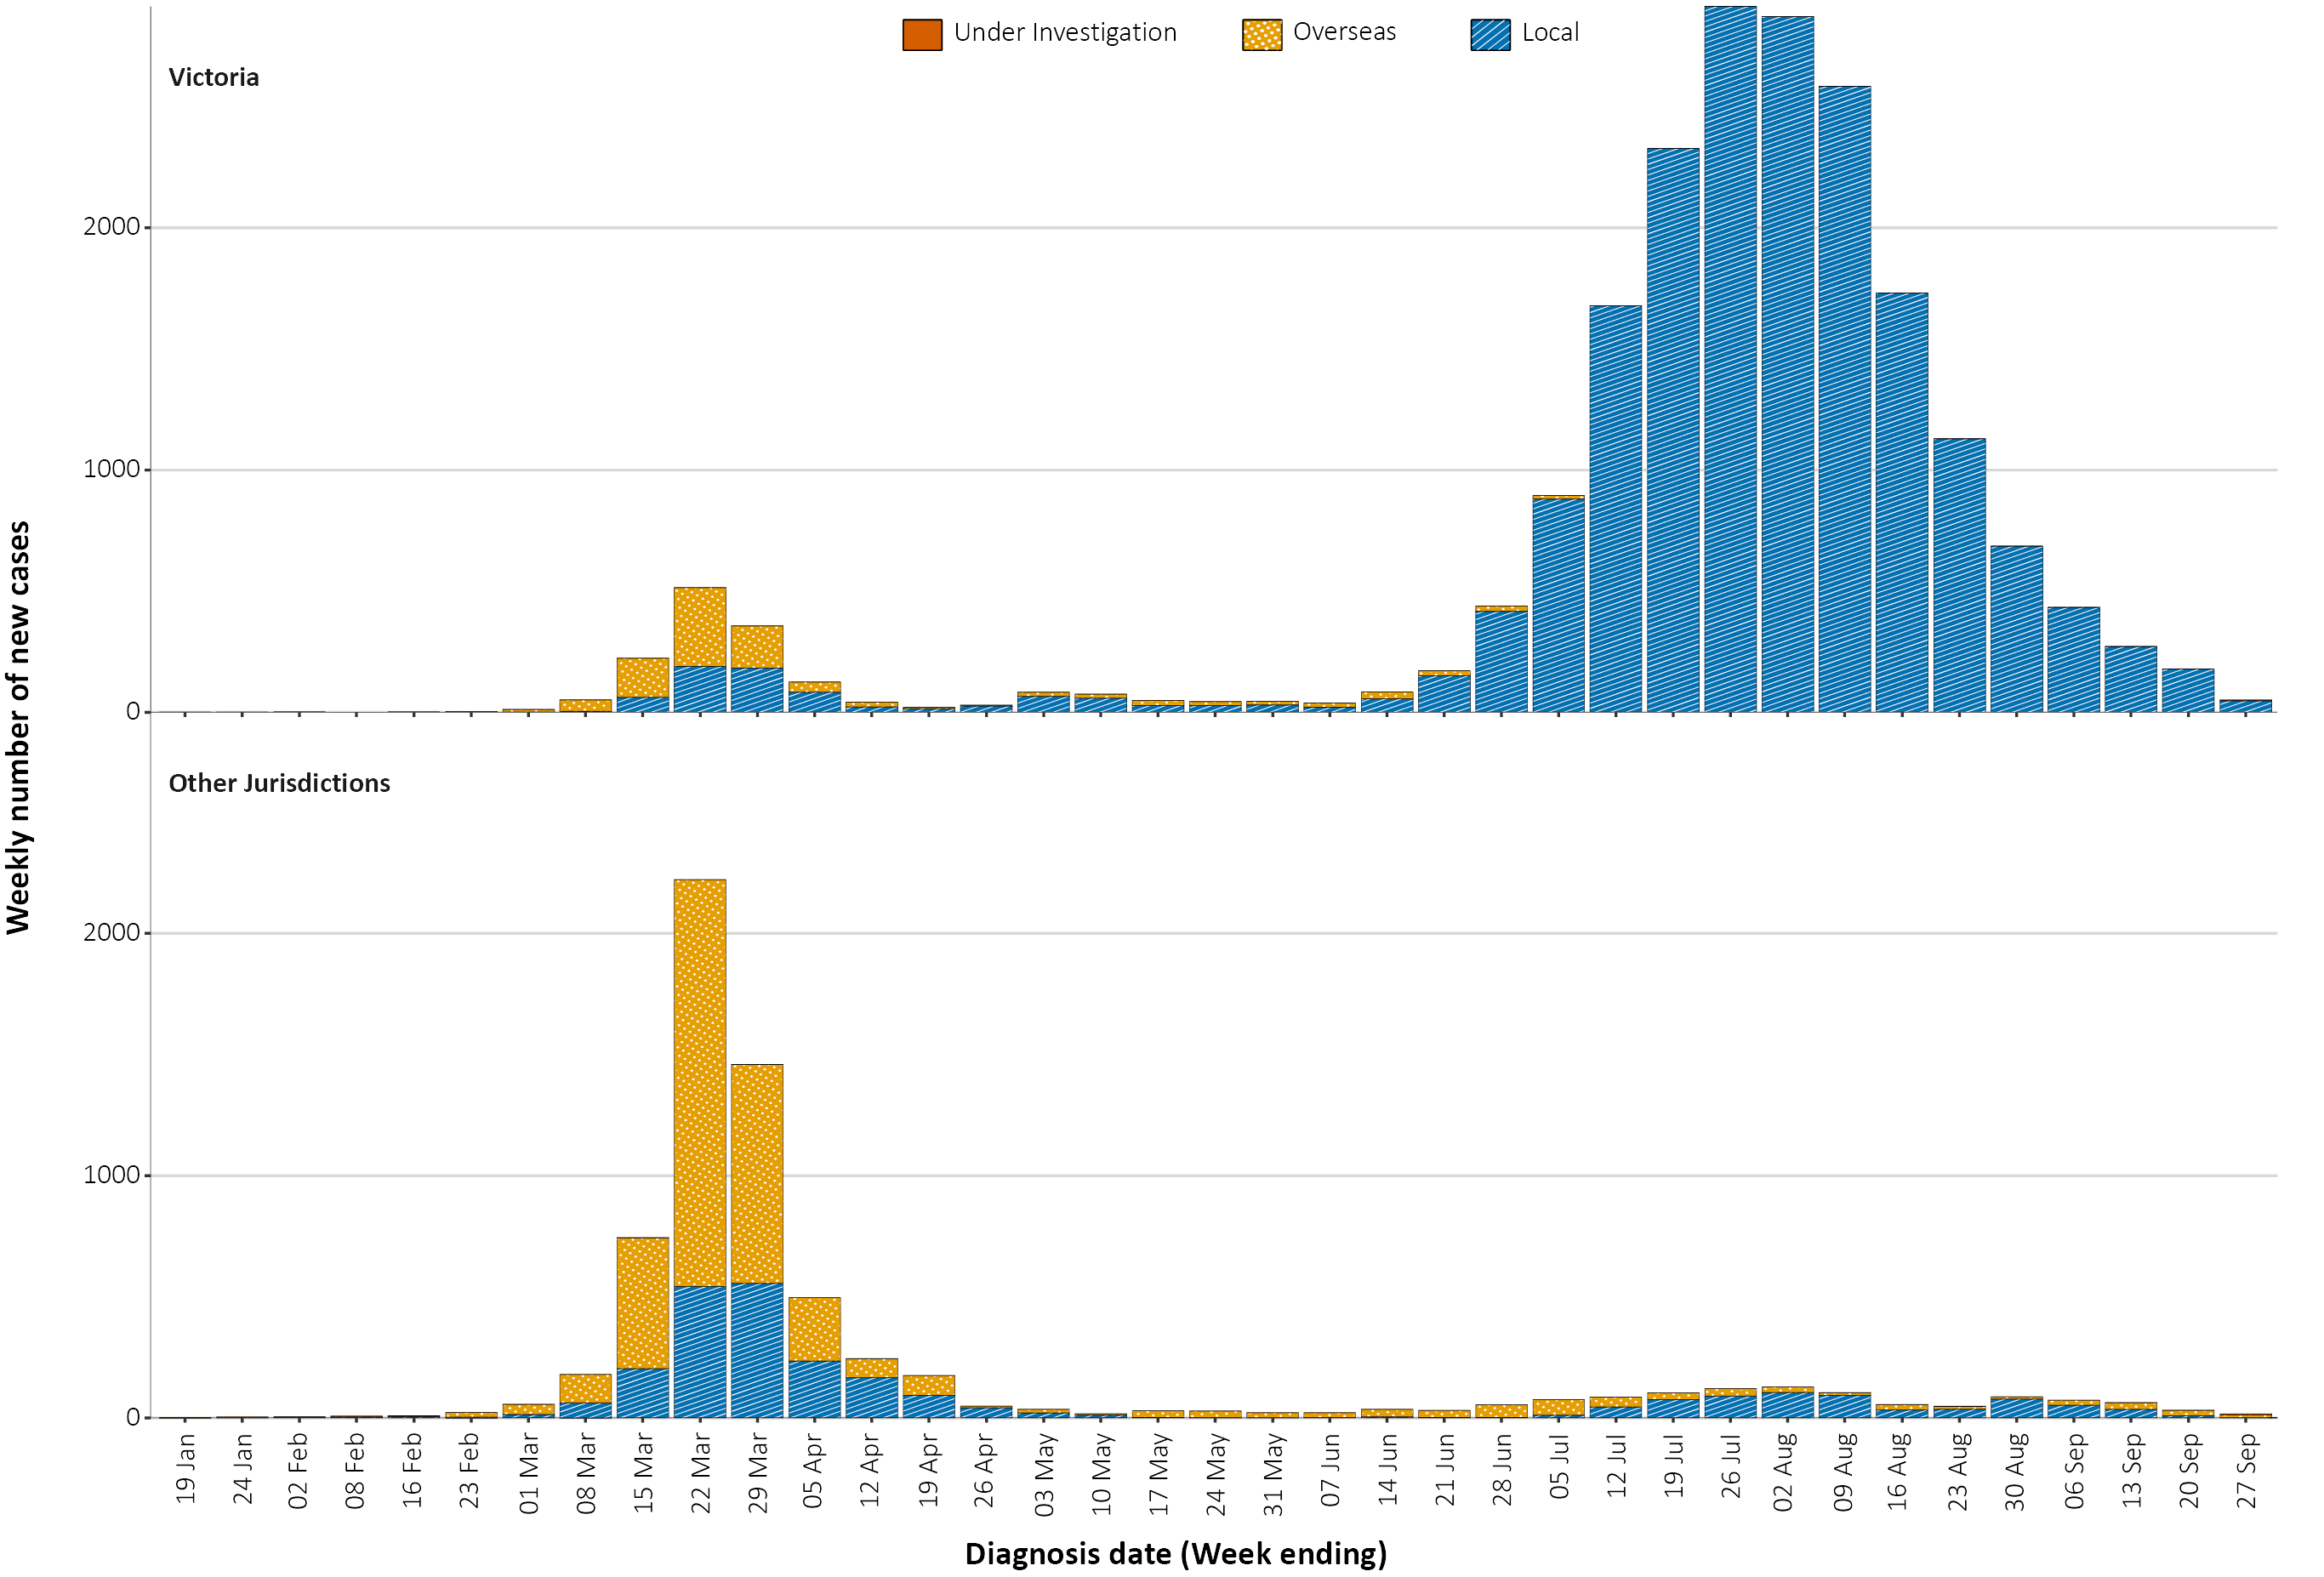 Under Investigation Overseas Local
Victoria
2000
1000
0
Weekly number of new cases
Other Jurisdictions
2000
1000
0
19 Jan 24 Jan 02 Feb 08 Feb 16 Feb 23 Feb 01 Mar 08 Mar 15 Mar 22 Mar 29 Mar 05 Apr 12 Apr 19 Apr 26 Apr 03 May 10 May 17 May 24 May 31 May 07 Jun 14 Jun 21 Jun 28 Jun 05 Jul 12 Jul 19 Jul 26 Jul 02 Aug 09 Aug 16 Aug 23 Aug 30 Aug 06 Sep 13 Sep 20 Sep 27 Sep
Diagnosis date (Week ending)